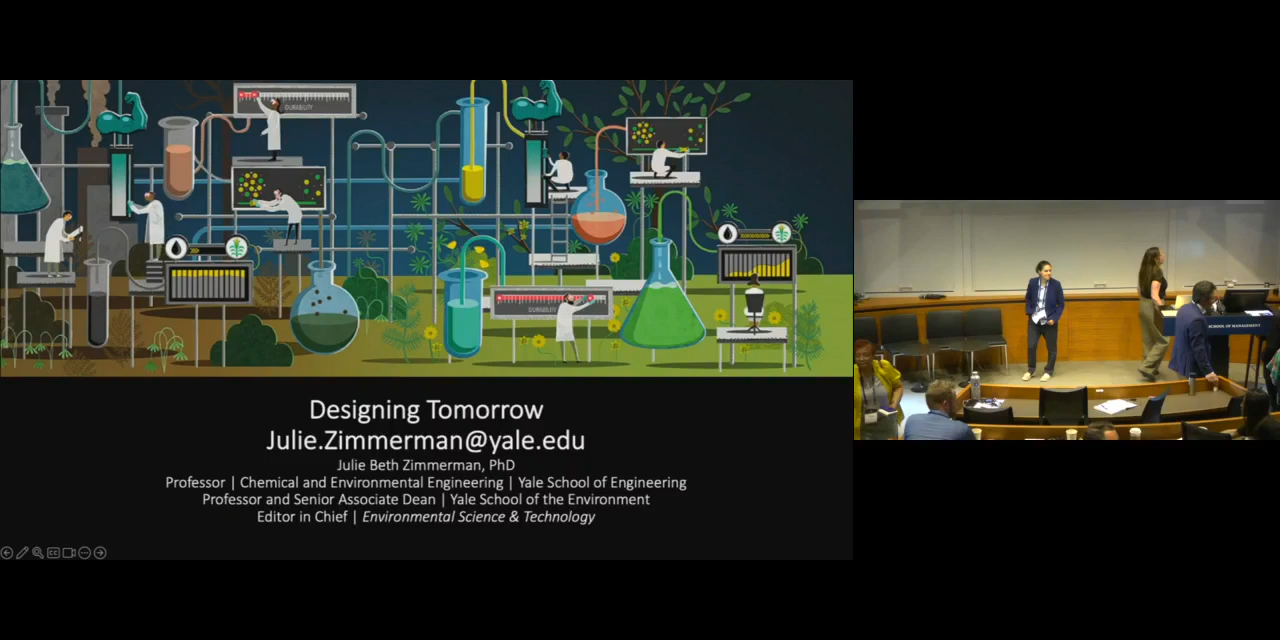 DURABILITY
DURABILITY
Designing Tomorrow
Julie.Zimmerman@yale.edu
Julie Beth Zimmerman, PhD
Professor | Chemical and Environmental Engineering | Yale School of Engineering
Professor and Senior Associate Dean | Yale School of the Environment
Editor in Chief | Environmental Science & Technology
CC
SCHOOL OF MANAGEMENT